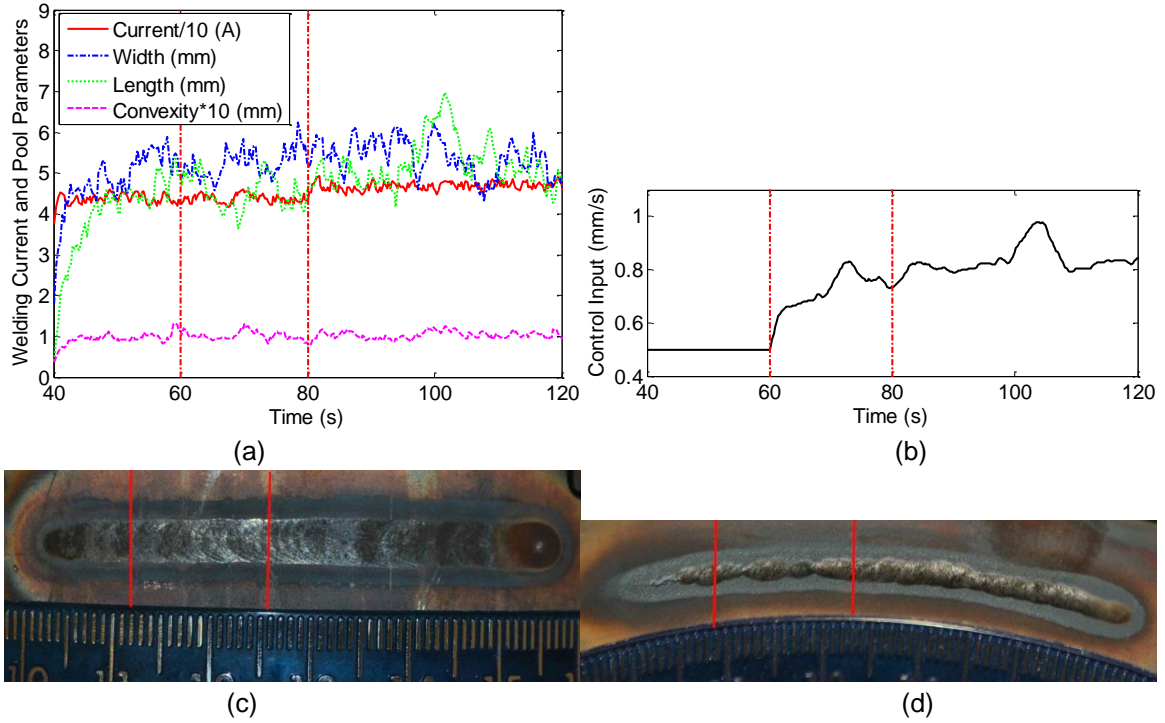 9
8
7
6
5
4
3
2
1
0
Welding Current and Pool Parameters
Current/10 (A)
Width (mm)
Length (mm)
Convexity*10 (mm)
40 60 80 100 120
Time (s)
(a)
1
0.8
0.6
0.4
Control Input (mm/s)
40 60 80 100 120
Time (s)
(b)
11
(c)
(d)